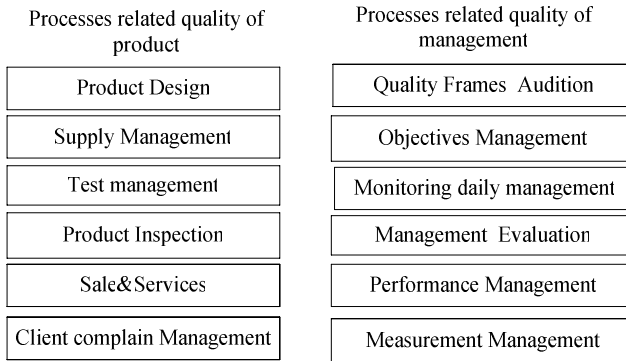 Processes related quality of
product
Product Design
Supply Management
Test management
Product Inspection
Sale&Services
Client complain Management
Processes related quality of
management
Quality Frames Audition
Objectives Management
Monitoring daily management
Management Evaluation
Performance Management
Measurement Management